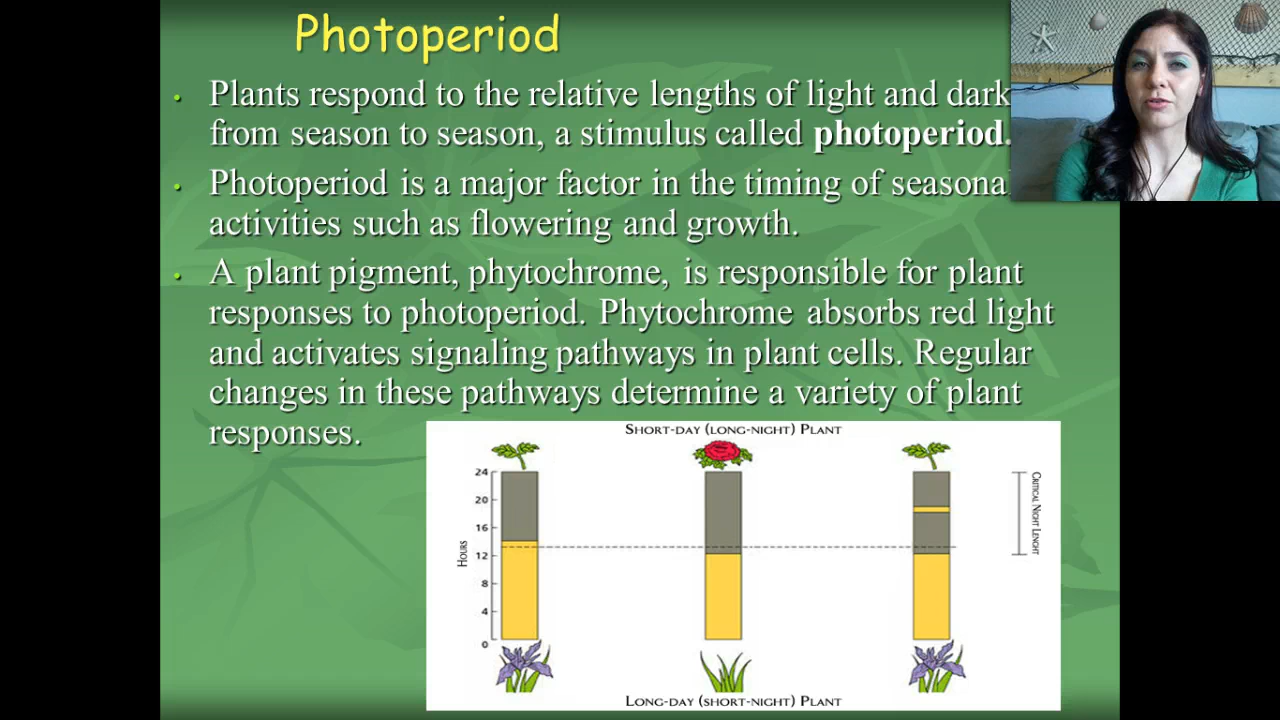 Photoperiod
• Plants respond to the relative lengths of light and dark
from season to season, a stimulus called photoperiod.
• Photoperiod is a major factor in the timing of seasonal
activities such as flowering and growth.
• A plant pigment, phytochrome, is responsible for plant
responses to photoperiod. Phytochrome absorbs red light
and activates signaling pathways in plant cells. Regular
changes in these pathways determine a variety of plant
responses.
SHORT-DAY (LONG-NIGHT) PLANT
24
20
16
12
8
4
0
HOURS
CRITICAL NIGHT LENGHT
LONG-DAY (SHORT-NIGHT) PLANT